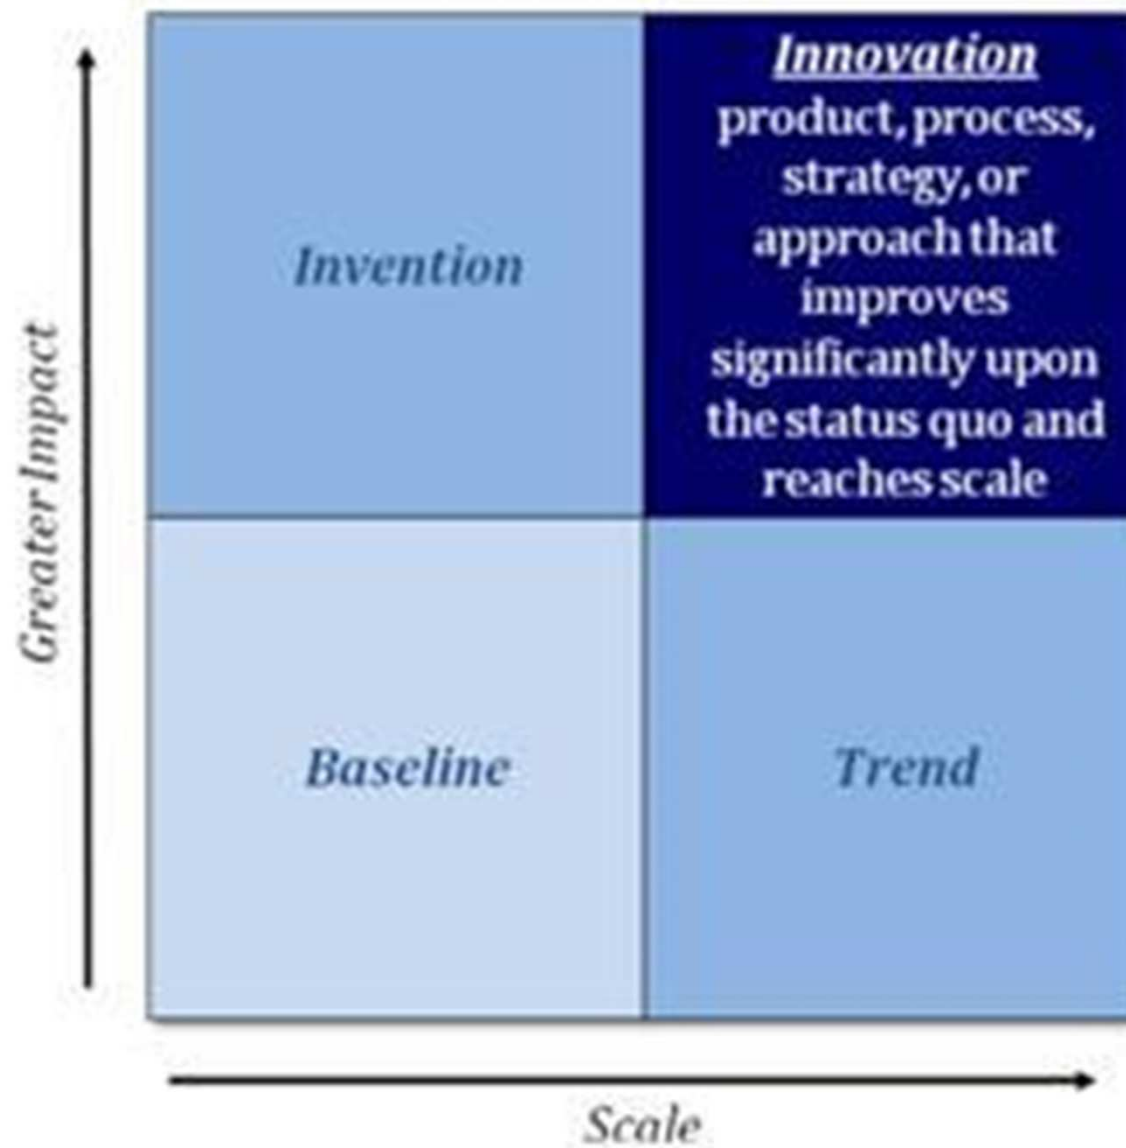 Innovation
product, process,
strategy, or
approach that
improves
significantly upon
the status quo and
reaches scale
Invention
Greater Impact
Baseline
Trend
Scale